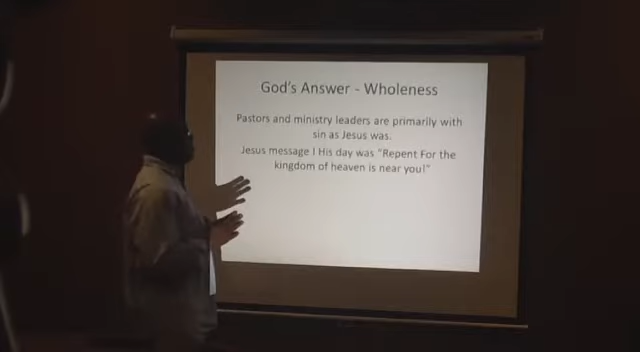 God's Answer - Wholeness
Pastors and ministry leaders are primarily with
sin as Jesus was.
Jesus message I His day was "Repent For the
kingdom of heaven is near you!"